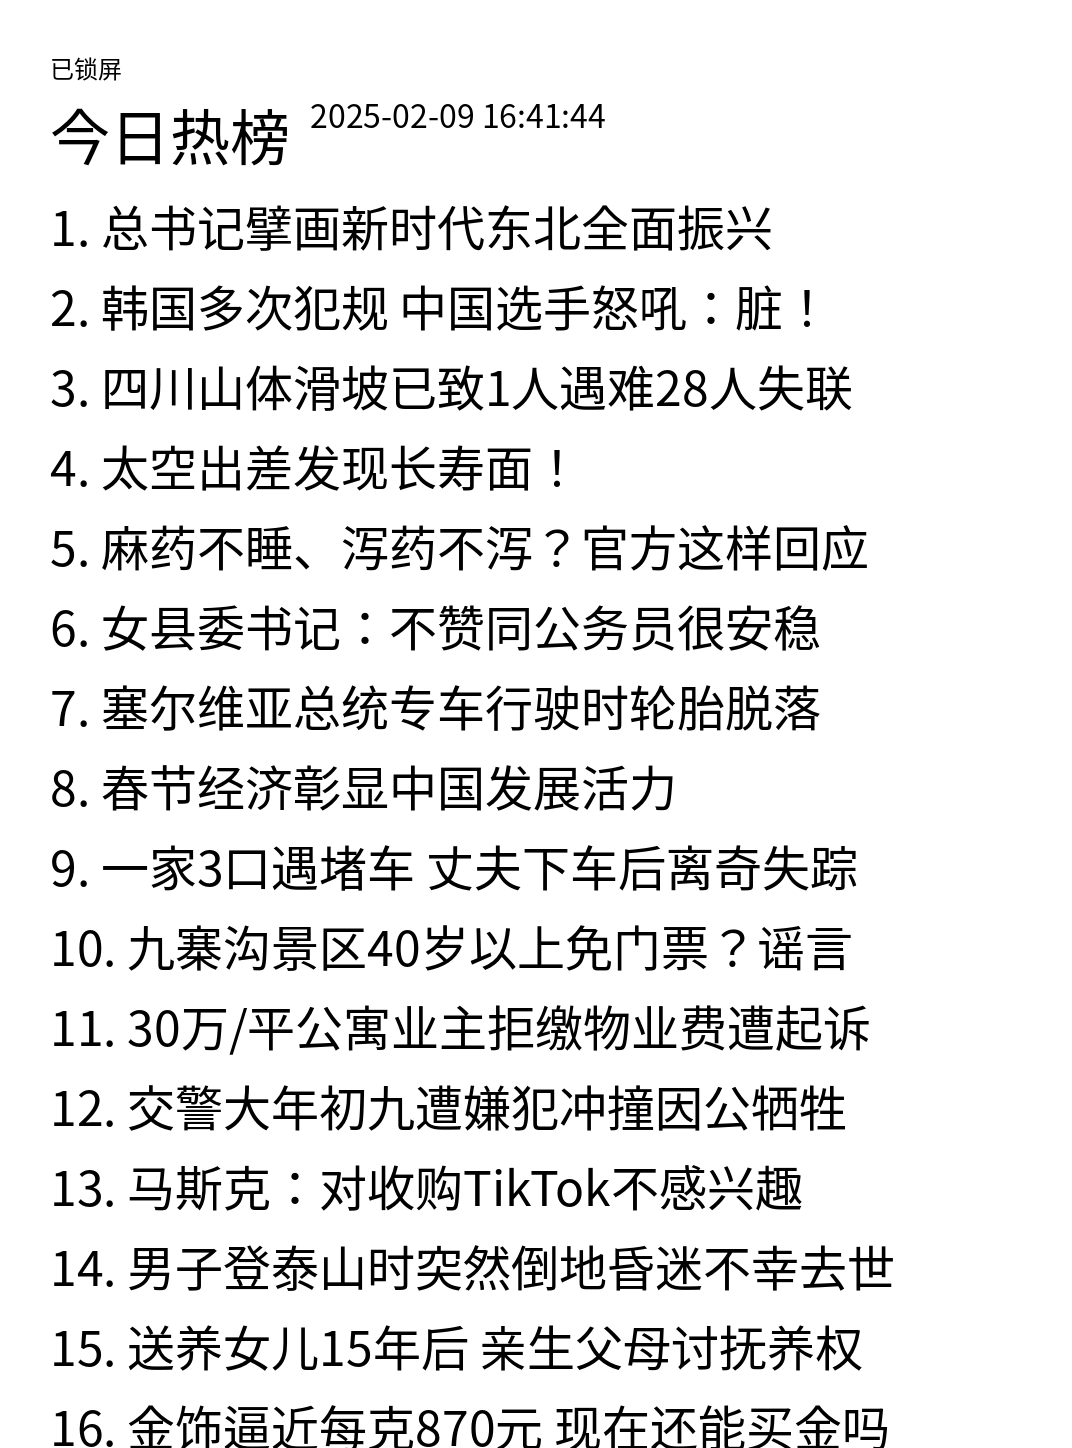 已锁屏
今日热榜 2025-02-09 16:41:44
1. 总书记擘画新时代东北全面振兴
2. 韩国多次犯规 中国选手怒吼：脏！
3. 四川山体滑坡已致1人遇难28人失联
4. 太空出差发现长寿面！
5. 麻药不睡、泻药不泻？官方这样回应
6. 女县委书记：不赞同公务员很安稳
7. 塞尔维亚总统专车行驶时轮胎脱落
8. 春节经济彰显中国发展活力
9. 一家3口遇堵车 丈夫下车后离奇失踪
10. 九寨沟景区40岁以上免门票？谣言
11. 30万/平公寓业主拒缴物业费遭起诉
12. 交警大年初九遭嫌犯冲撞因公牺牲
13. 马斯克：对收购TikTok不感兴趣
14. 男子登泰山时突然倒地昏迷不幸去世
15. 送养女儿15年后 亲生父母讨抚养权
16. 金饰逼近每克870元 现在还能买金吗